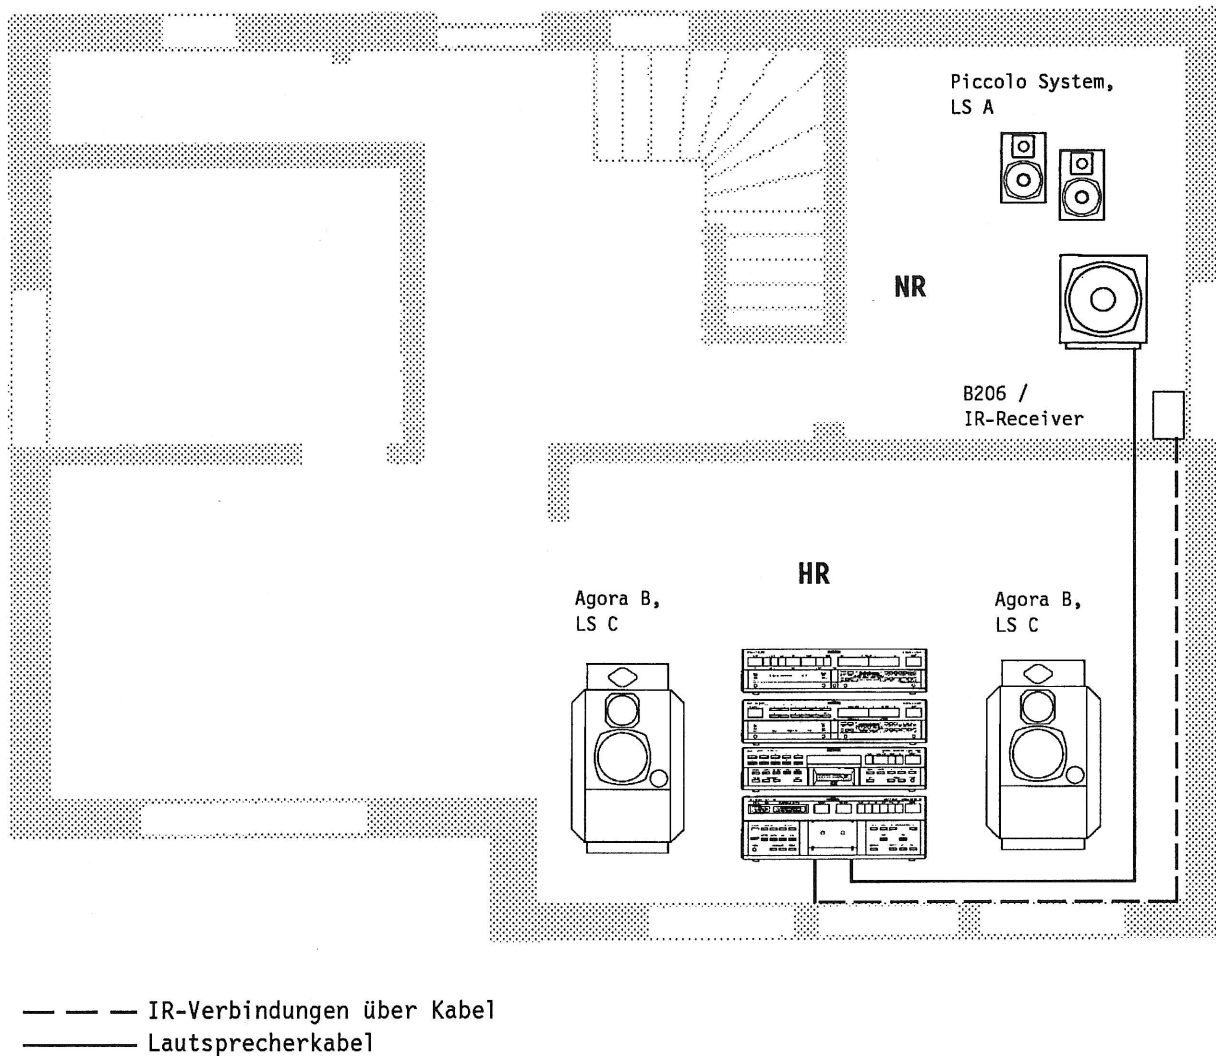 Piccolo System,
LS A
NR
B206 /
IR-Receiver
HR
Agora B,
LS C
Agora B,
LS C
IR-Verbindungen über Kabel
Lautsprecherkabel